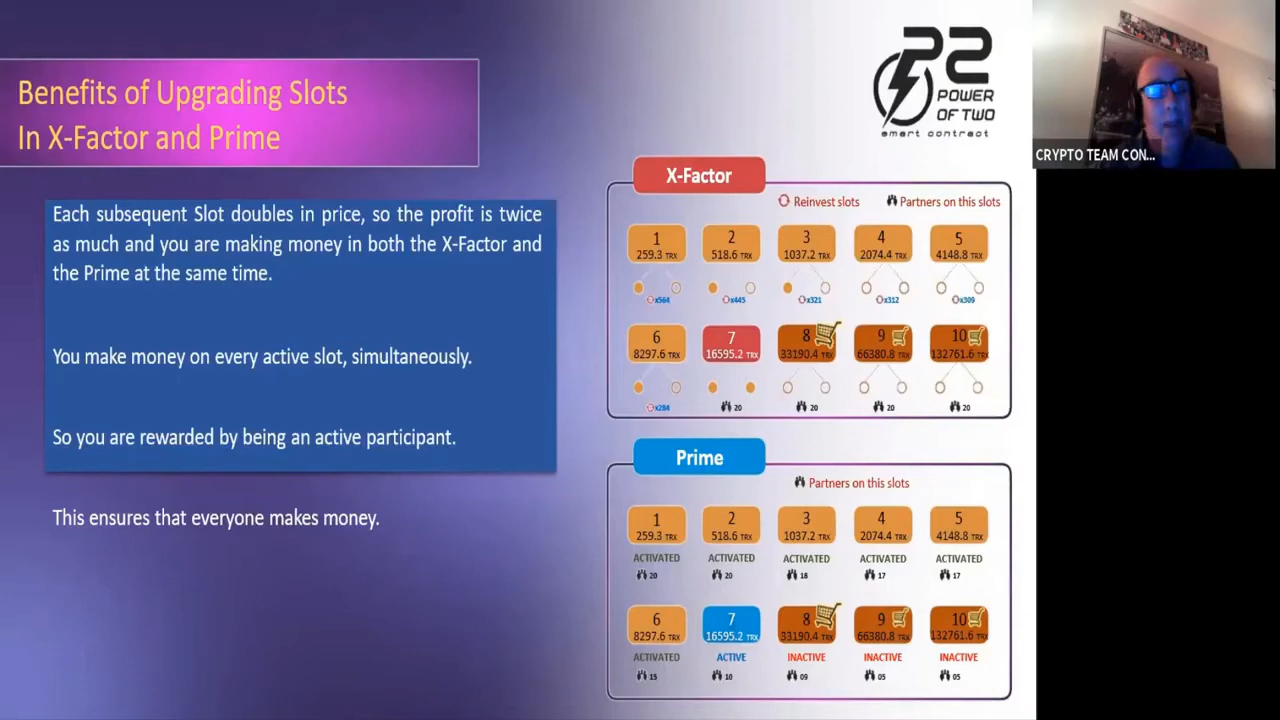 Benefits of Upgrading Slots
In X-Factor and Prime
Each subsequent Slot doubles in price, so the profit is twice
as much and you are making money in both the X-Factor and
the Prime at the same time.
You make money on every active slot, simultaneously.
So you are rewarded by being an active participant.
This ensures that everyone makes money.
P2
POWER
OF TWO
smart contract
X-Factor
Reinvest slots Partners on this slots
1 2 3 4 5
259.3 TRX 518.6 TRX 1037.2 TRX 2074.4 TRX 4148.8 TRX
x564 x445 x321 x312 x309
6 7 8 9 10
8297.6 TRX 16595.2 TRX 33190.4 TRX 66380.8 TRX 132761.6 TRX
x284 20 20 20 20
Prime
Partners on this slots
1 2 3 4 5
259.3 TRX 518.6 TRX 1037.2 TRX 2074.4 TRX 4148.8 TRX
ACTIVATED ACTIVATED ACTIVATED ACTIVATED ACTIVATED
20 20 18 17 17
6 7 8 9 10
8297.6 TRX 16595.2 TRX 33190.4 TRX 66380.8 TRX 132761.6 TRX
ACTIVATED ACTIVE INACTIVE INACTIVE INACTIVE
15 10 09 05 05
CRYPTO TEAM CON...